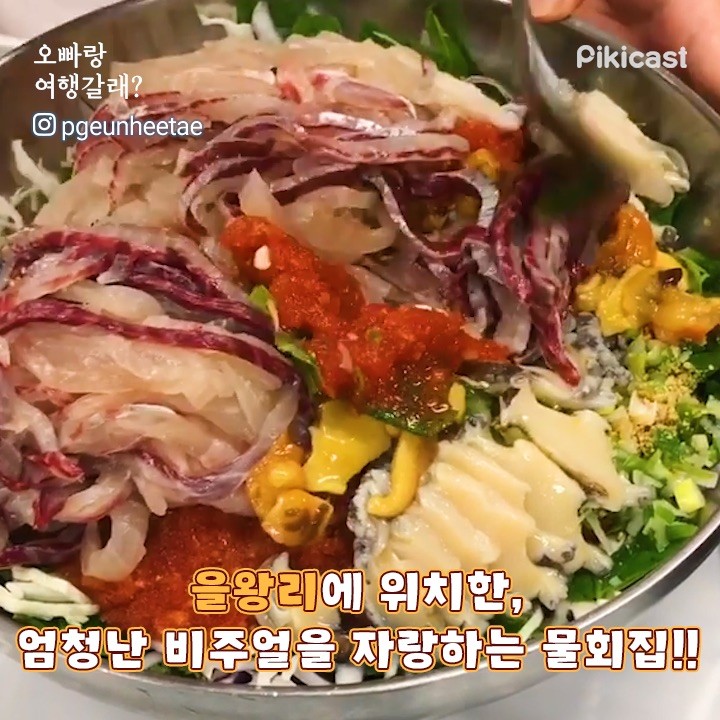 오빠랑
여행갈래?
pgeunheetae
Pikicast
을왕리에 위치한,
엄청난 비주얼을 자랑하는 물회집!!